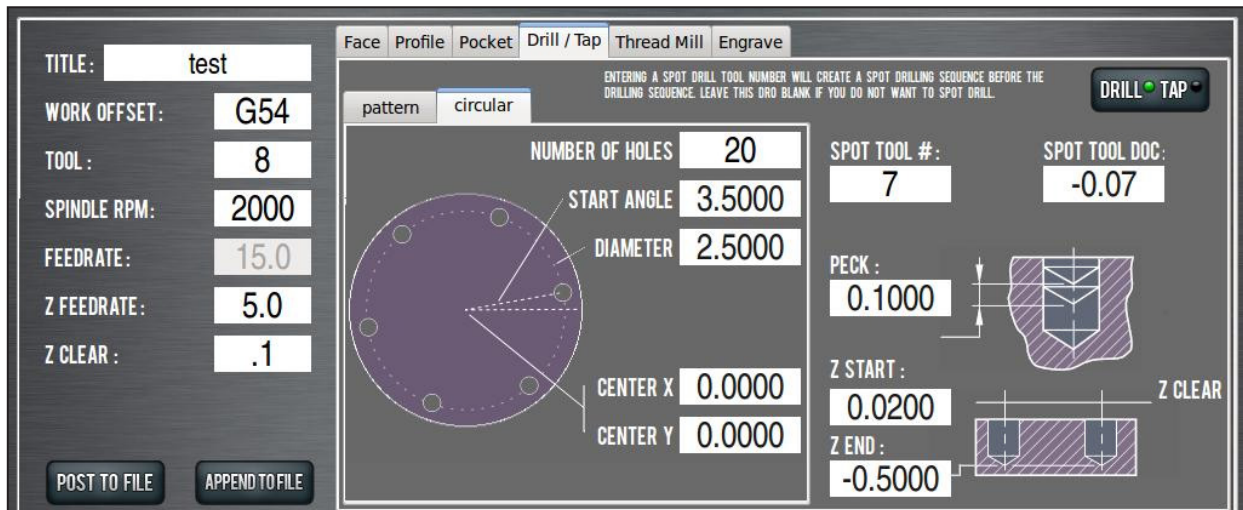 Face Profile Pocket Drill / Tap Thread Mill Engrave
TITLE: test
WORK OFFSET: G54
TOOL : 8
SPINDLE RPM: 2000
FEEDRATE: 15.0
Z FEEDRATE: 5.0
Z CLEAR : .1
POST TO FILE APPEND TO FILE
ENTERING A SPOT DRILL TOOL NUMBER WILL CREATE A SPOT DRILLING SEQUENCE BEFORE THE
DRILLING SEQUENCE. LEAVE THIS DRO BLANK IF YOU DO NOT WANT TO SPOT DRILL.
DRILL TAP
pattern circular
NUMBER OF HOLES 20
START ANGLE 3.5000
DIAMETER 2.5000
CENTER X 0.0000
CENTER Y 0.0000
SPOT TOOL #: SPOT TOOL DOC:
7 -0.07
PECK :
0.1000
Z START :
0.0200
Z CLEAR
Z END :
-0.5000